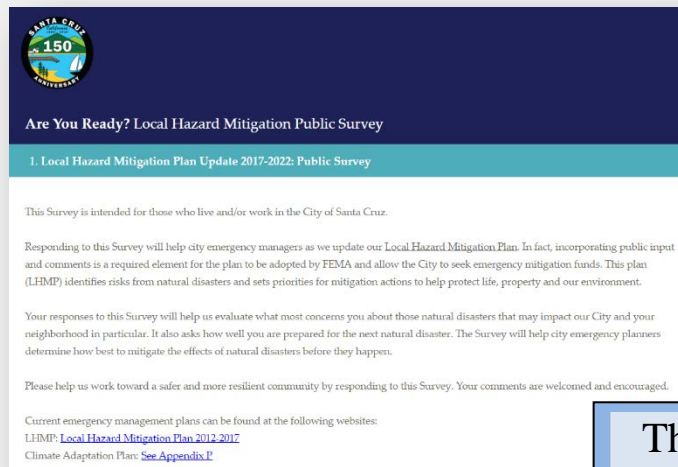 SANTA CRUZ
California
150
ANNIVERSARY
Are You Ready? Local Hazard Mitigation Public Survey
1. Local Hazard Mitigation Plan Update 2017-2022: Public Survey
This Survey is intended for those who live and/or work in the City of Santa Cruz.
Responding to this Survey will help city emergency managers as we update our Local Hazard Mitigation Plan. In fact, incorporating public input
and comments is a required element for the plan to be adopted by FEMA and allow the City to seek emergency mitigation funds. This plan
(LHMP) identifies risks from natural disasters and sets priorities for mitigation actions to help protect life, property and our environment.
Your responses to this Survey will help us evaluate what most concerns you about those natural disasters that may impact our City and your
neighborhood in particular. It also asks how well you are prepared for the next natural disaster. The Survey will help city emergency planners
determine how best to mitigate the effects of natural disasters before they happen.
Please help us work toward a safer and more resilient community by responding to this Survey. Your comments are welcomed and encouraged.
Current emergency management plans can be found at the following websites:
LHMP: Local Hazard Mitigation Plan 2012-2017
Climate Adaptation Plan: See Appendix P
Th